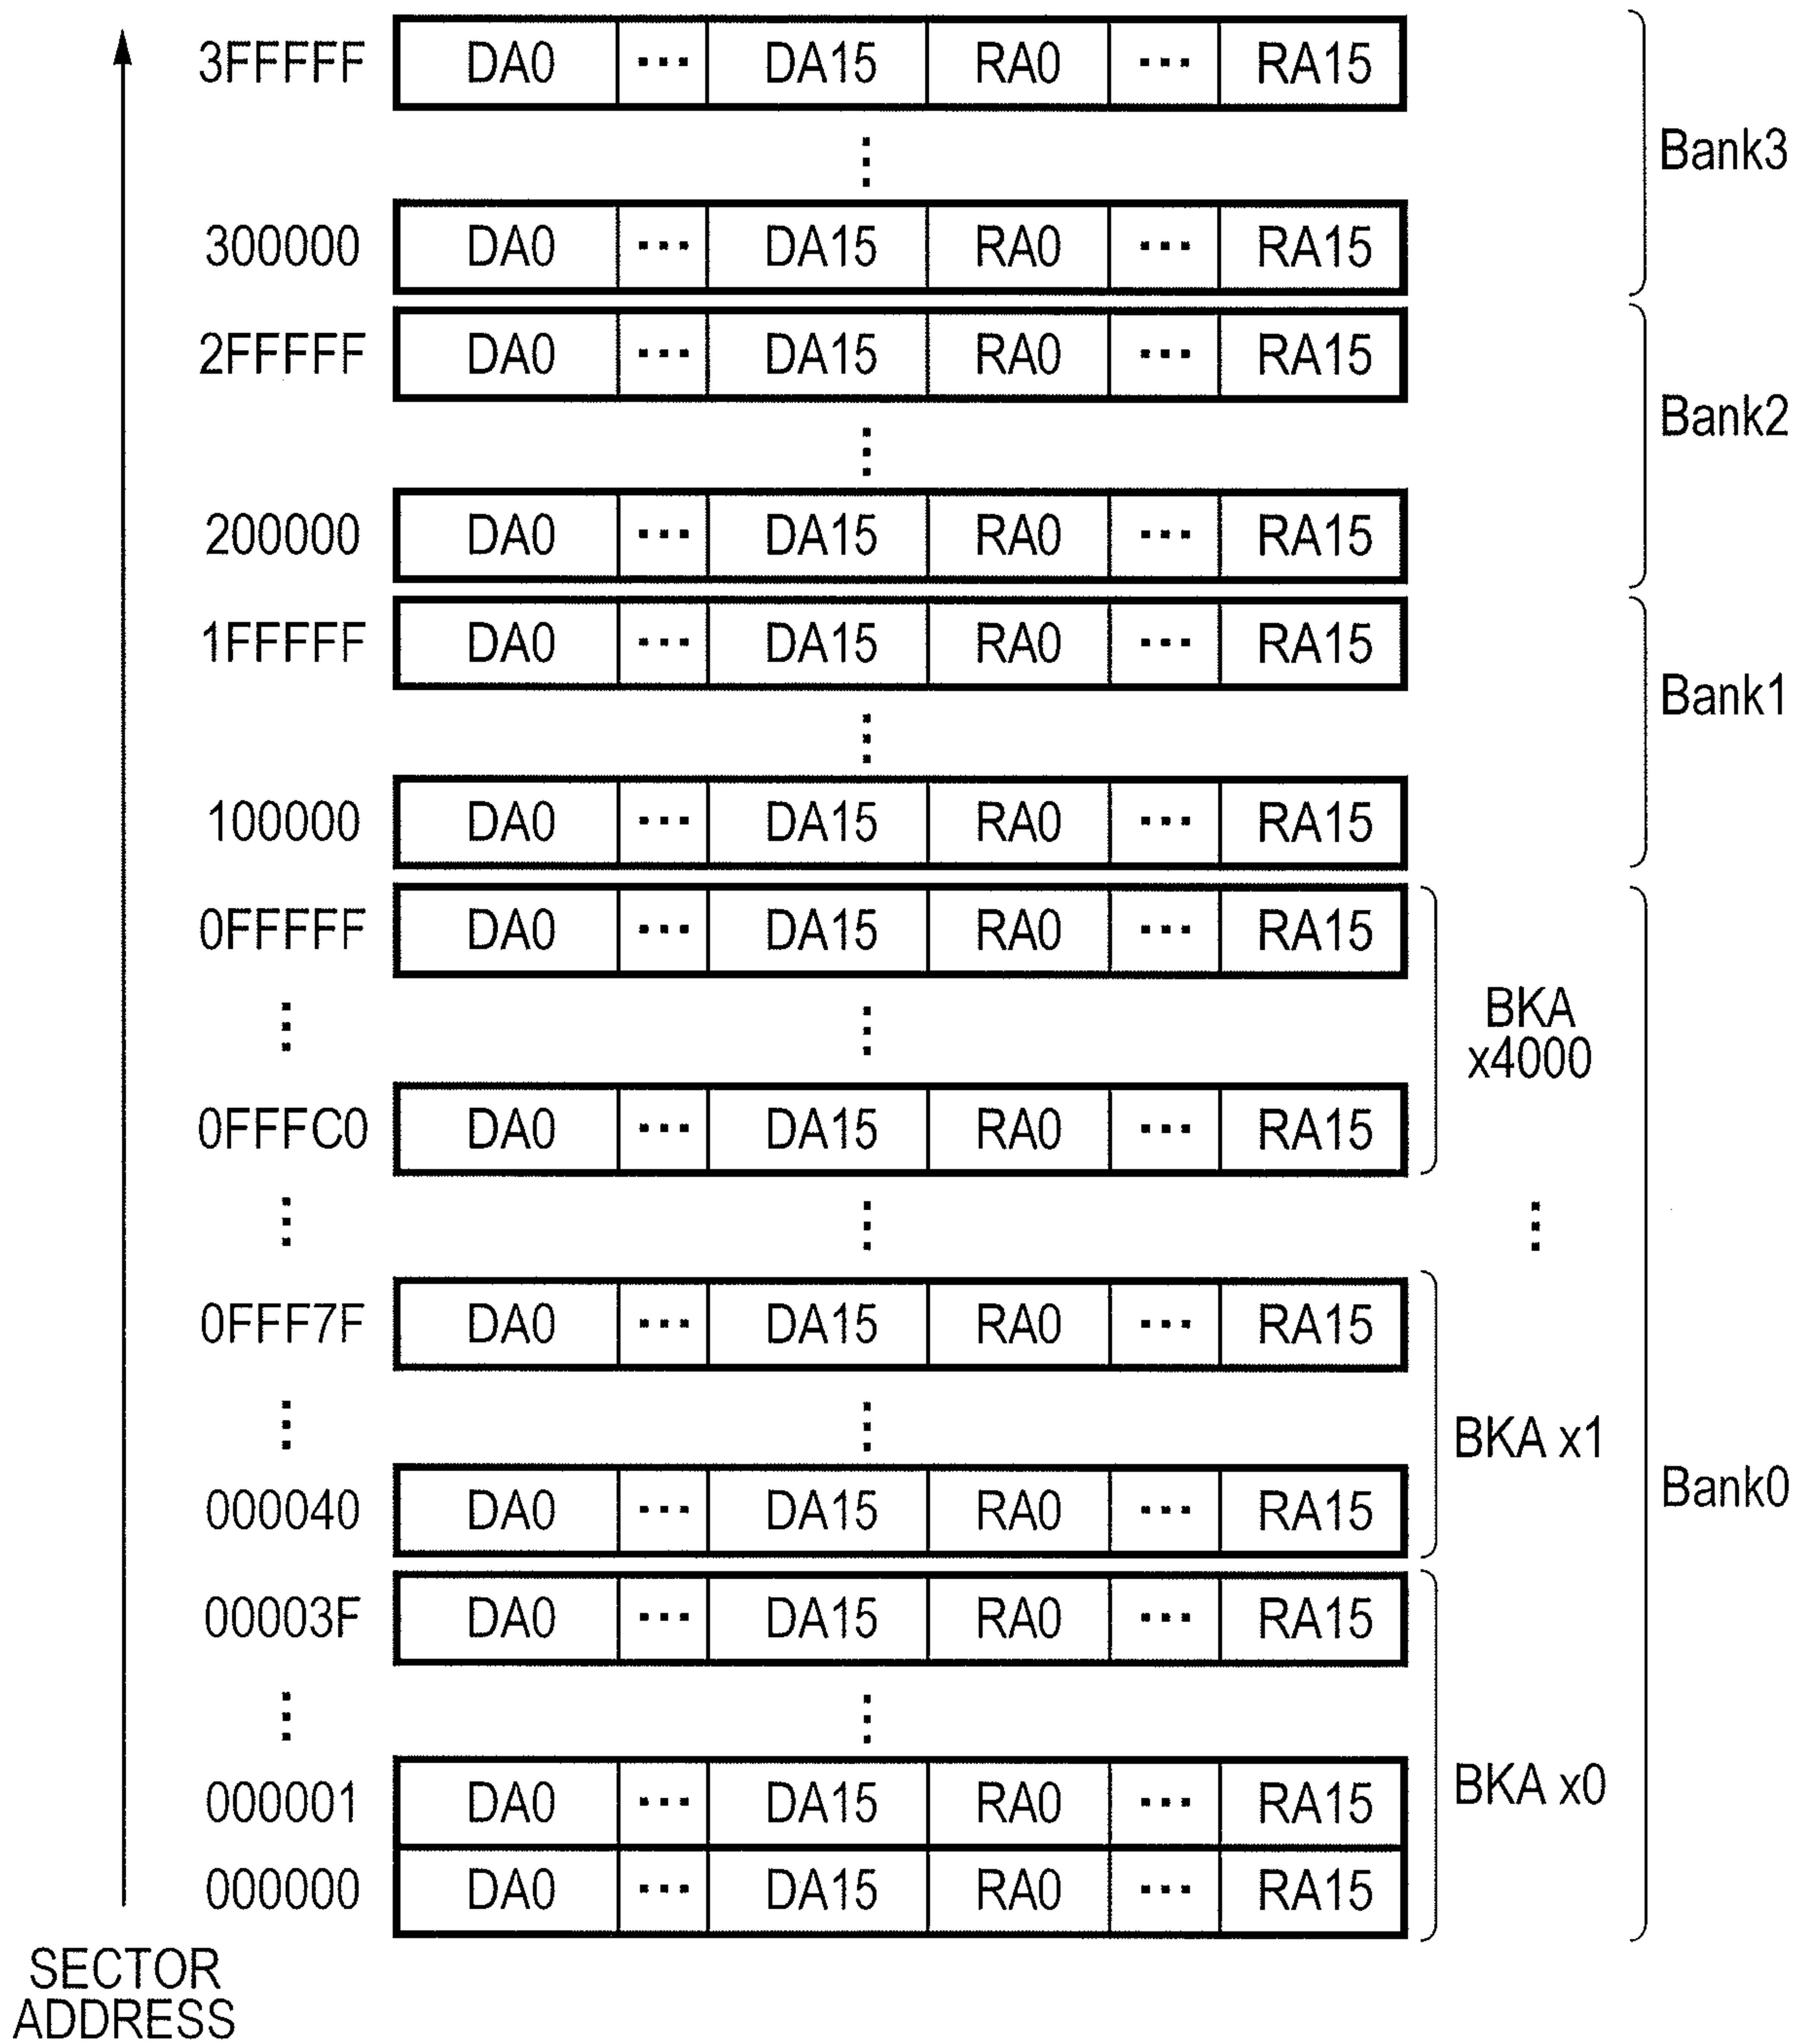 3FFFFF DA0 ... DA15 RA0 ... RA15
Bank3
300000 DA0 ... DA15 RA0 ... RA15
2FFFFF DA0 ... DA15 RA0 ... RA15
Bank2
200000 DA0 ... DA15 RA0 ... RA15
1FFFFF DA0 ... DA15 RA0 ... RA15
Bank1
100000 DA0 ... DA15 RA0 ... RA15
0FFFFF DA0 ... DA15 RA0 ... RA15
BKA
x4000
0FFFC0 DA0 ... DA15 RA0 ... RA15
0FFF7F DA0 ... DA15 RA0 ... RA15
BKA x1
Bank0
000040 DA0 ... DA15 RA0 ... RA15
00003F DA0 ... DA15 RA0 ... RA15
BKA x0
000001 DA0 ... DA15 RA0 ... RA15
000000 DA0 ... DA15 RA0 ... RA15
SECTOR
ADDRESS